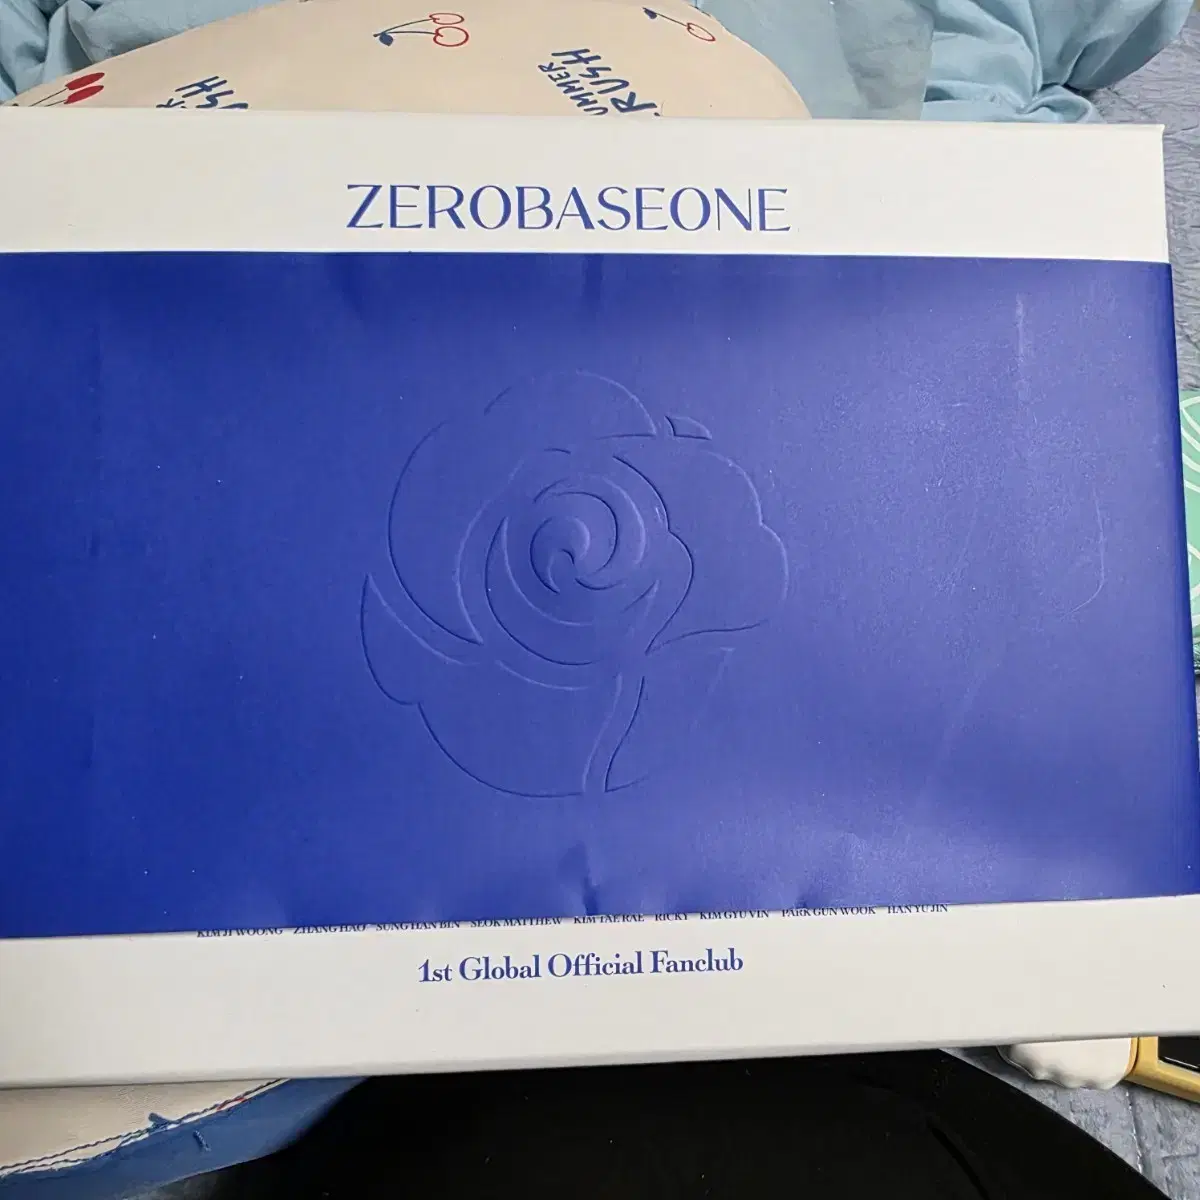 RUSH
ZEROBASEONE
KIM JI WOONG ZHANG HAO SUNG HAN BIN SEOK MATTHEW KIM TAE RAE RICKY KIM GYU VIN PARK GUN WOOK HAN YU JIN
1st Global Official Fanclub